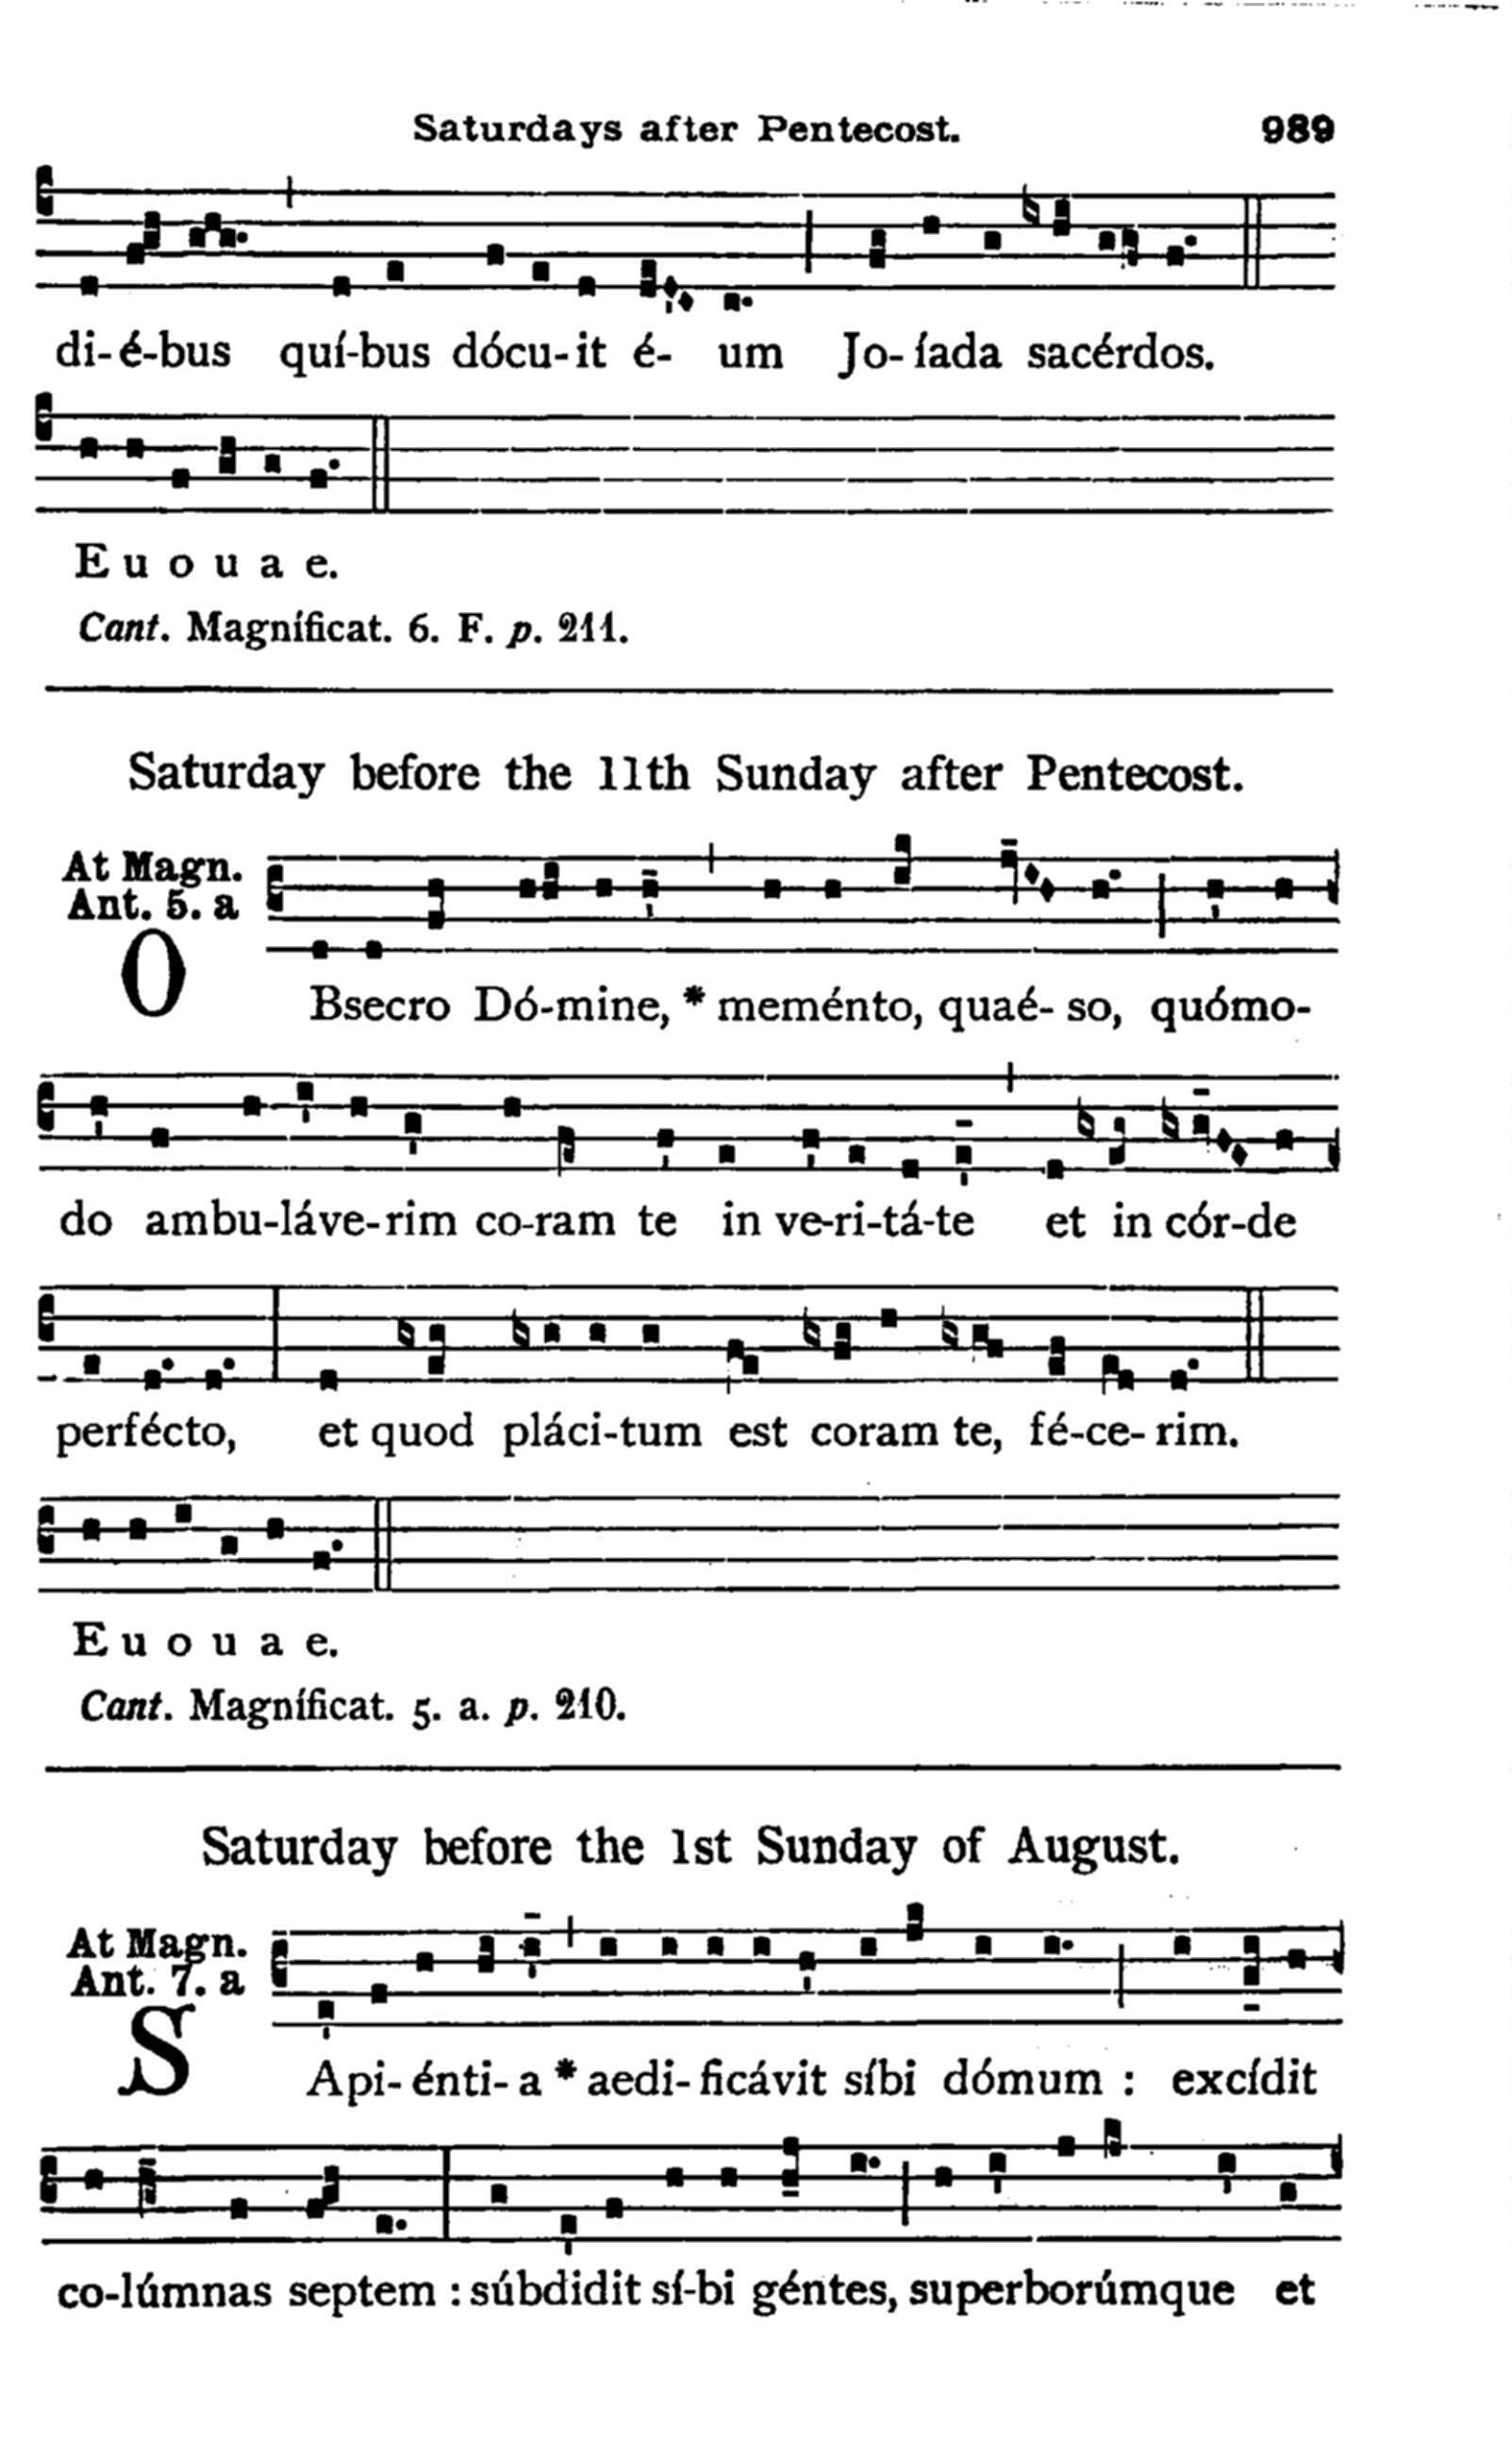 Saturdays after Pentecost. 989
di-é-bus quí-bus dócu-it é- um Jo-íada sacérdos.
E u o u a e.
Cant. Magníficat. 6. F. p. 211.
Saturday before the 11th Sunday after Pentecost.
At Magn.
Ant. 5. a
OBsecro Dó-mine, * meménto, quaé- so, quómo-
do ambu-láve-rim co-ram te in ve-ri-tá-te et in cór-de
perfécto, et quod pláci-tum est coram te, fé-ce-rim.
E u o u a e.
Cant. Magníficat. 5. a. p. 210.
Saturday before the 1st Sunday of August.
At Magn.
Ant. 7. a
SApi-énti-a * aedi-ficávit síbi dómum : excídit
co-lúmnas septem : súbdidit sí-bi géntes, superborúmque et